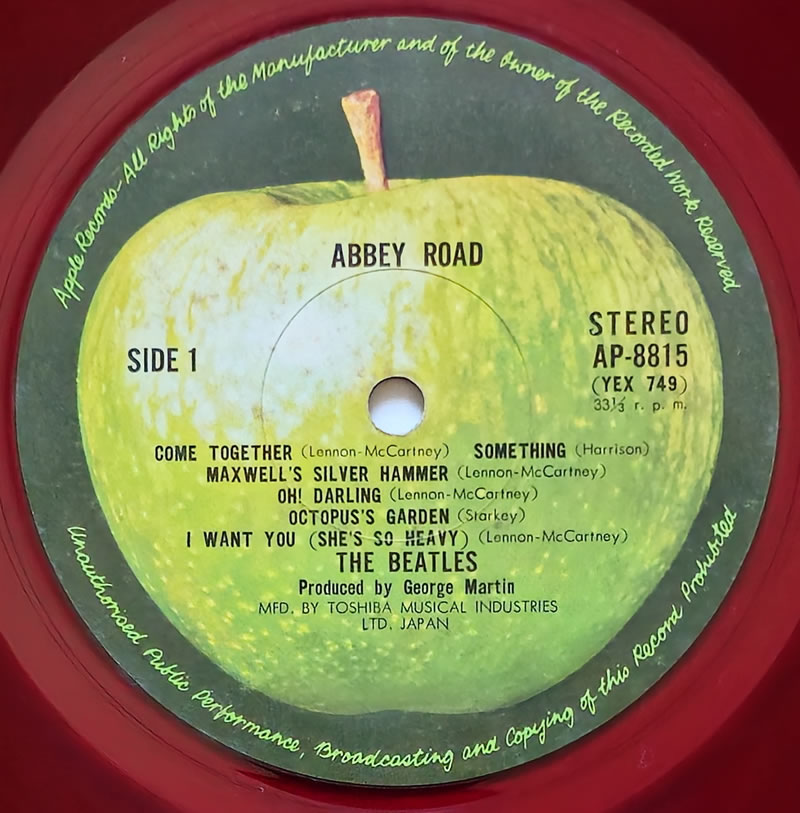 Apple Records-All Rights of the Manufacturer and of the Owner of the Recorded Work Reserved
ABBEY ROAD
SIDE 1
STEREO
AP-8815
(YEX 749)
33⅓ r. p. m.
COME TOGETHER (Lennon-McCartney) SOMETHING (Harrison)
MAXWELL'S SILVER HAMMER (Lennon-McCartney)
OH! DARLING (Lennon-McCartney)
OCTOPUS'S GARDEN (Starkey)
I WANT YOU (SHE'S SO HEAVY) (Lennon-McCartney)
THE BEATLES
Produced by George Martin
MFD. BY TOSHIBA MUSICAL INDUSTRIES
LTD. JAPAN
Unauthorised Public Performance, Broadcasting and Copying of this Record Prohibited